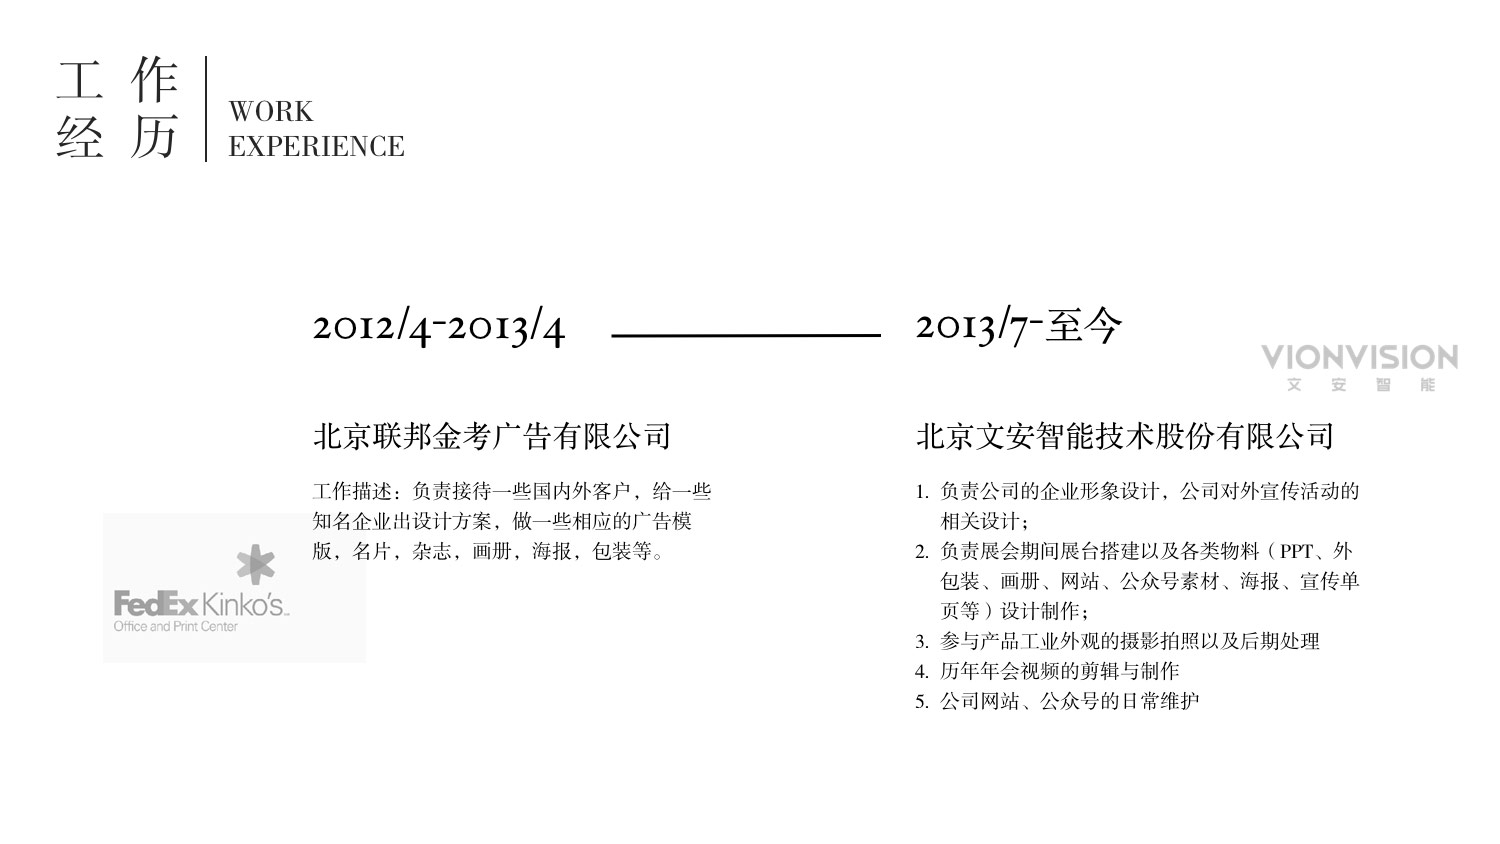 工作
经历
WORK
EXPERIENCE
2012/4-2013/4
北京联邦金考广告有限公司
工作描述：负责接待一些国内外客户，给一些
知名企业出设计方案，做一些相应的广告模
版，名片，杂志，画册，海报，包装等。
FedEx Kinko's
Office and Print Center
2013/7-至今
VIONVISION
文安智能
北京文安智能技术股份有限公司
1. 负责公司的企业形象设计，公司对外宣传活动的
相关设计；
2. 负责展会期间展台搭建以及各类物料（PPT、外
包装、画册、网站、公众号素材、海报、宣传单
页等）设计制作；
3. 参与产品工业外观的摄影拍照以及后期处理
4. 历年年会视频的剪辑与制作
5. 公司网站、公众号的日常维护